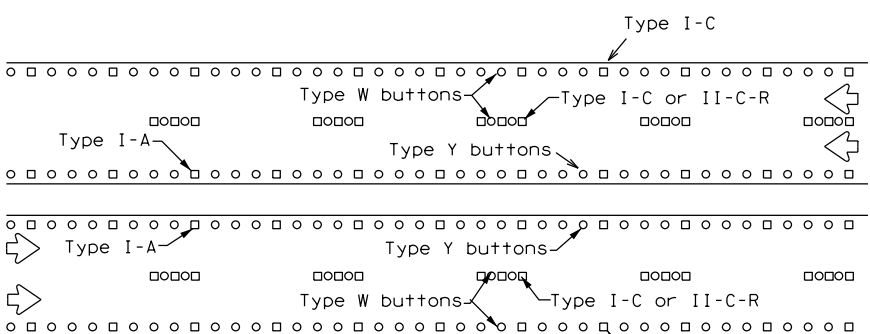 Type I-C
Type W buttons
Type I-C or II-C-R
Type I-A
Type Y buttons
Type I-A
Type Y buttons
Type W buttons
Type I-C or II-C-R